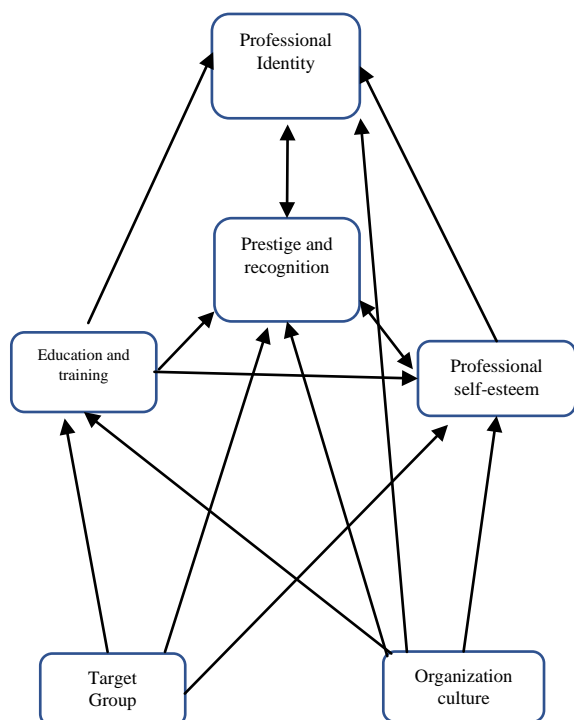 Professional
Identity
Prestige and
recognition
Education and
training
Professional
self-esteem
Target
Group
Organization
culture